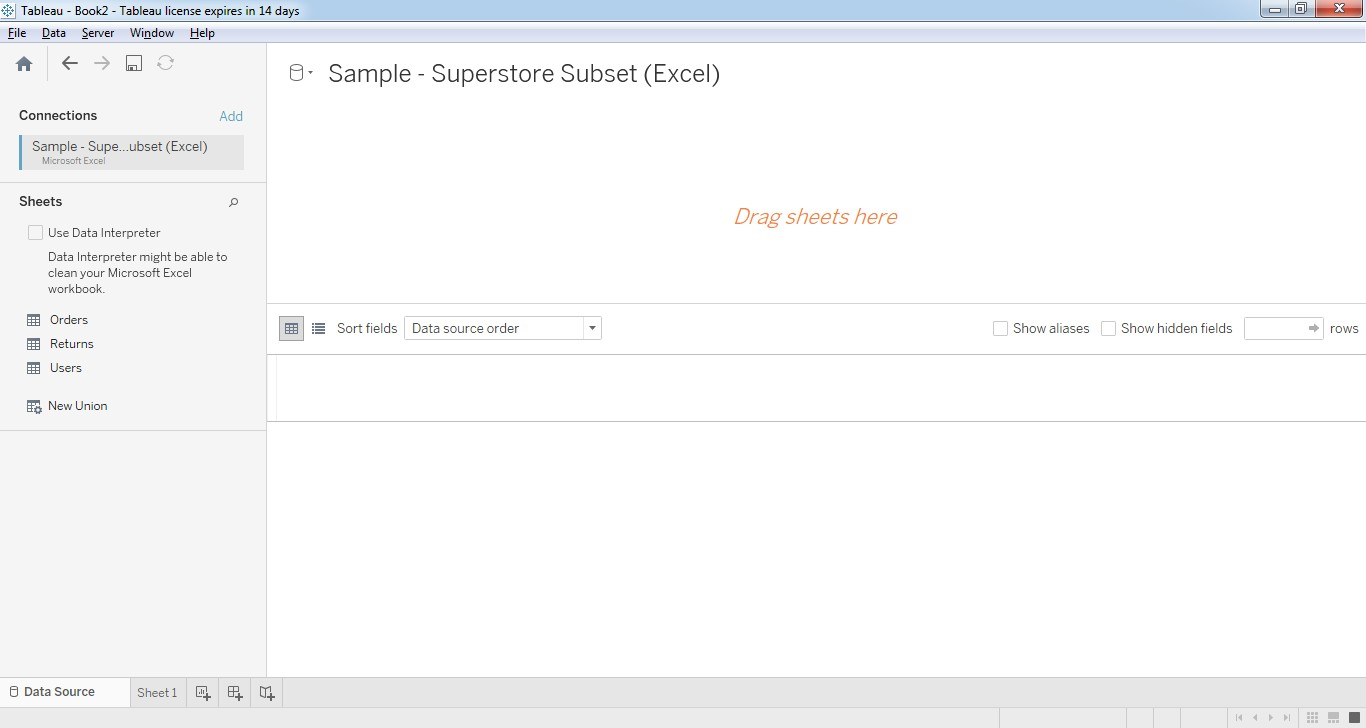 Tableau - Book2 - Tableau license expires in 14 days
File Data Server Window Help
Sample - Superstore Subset (Excel)
Connections Add
Sample - Supe...ubset (Excel)
Microsoft Excel
Sheets
Use Data Interpreter
Data Interpreter might be able to
clean your Microsoft Excel
workbook.
Orders
Returns
Users
New Union
Drag sheets here
Sort fields Data source order Show aliases Show hidden fields rows
Data Source Sheet 1